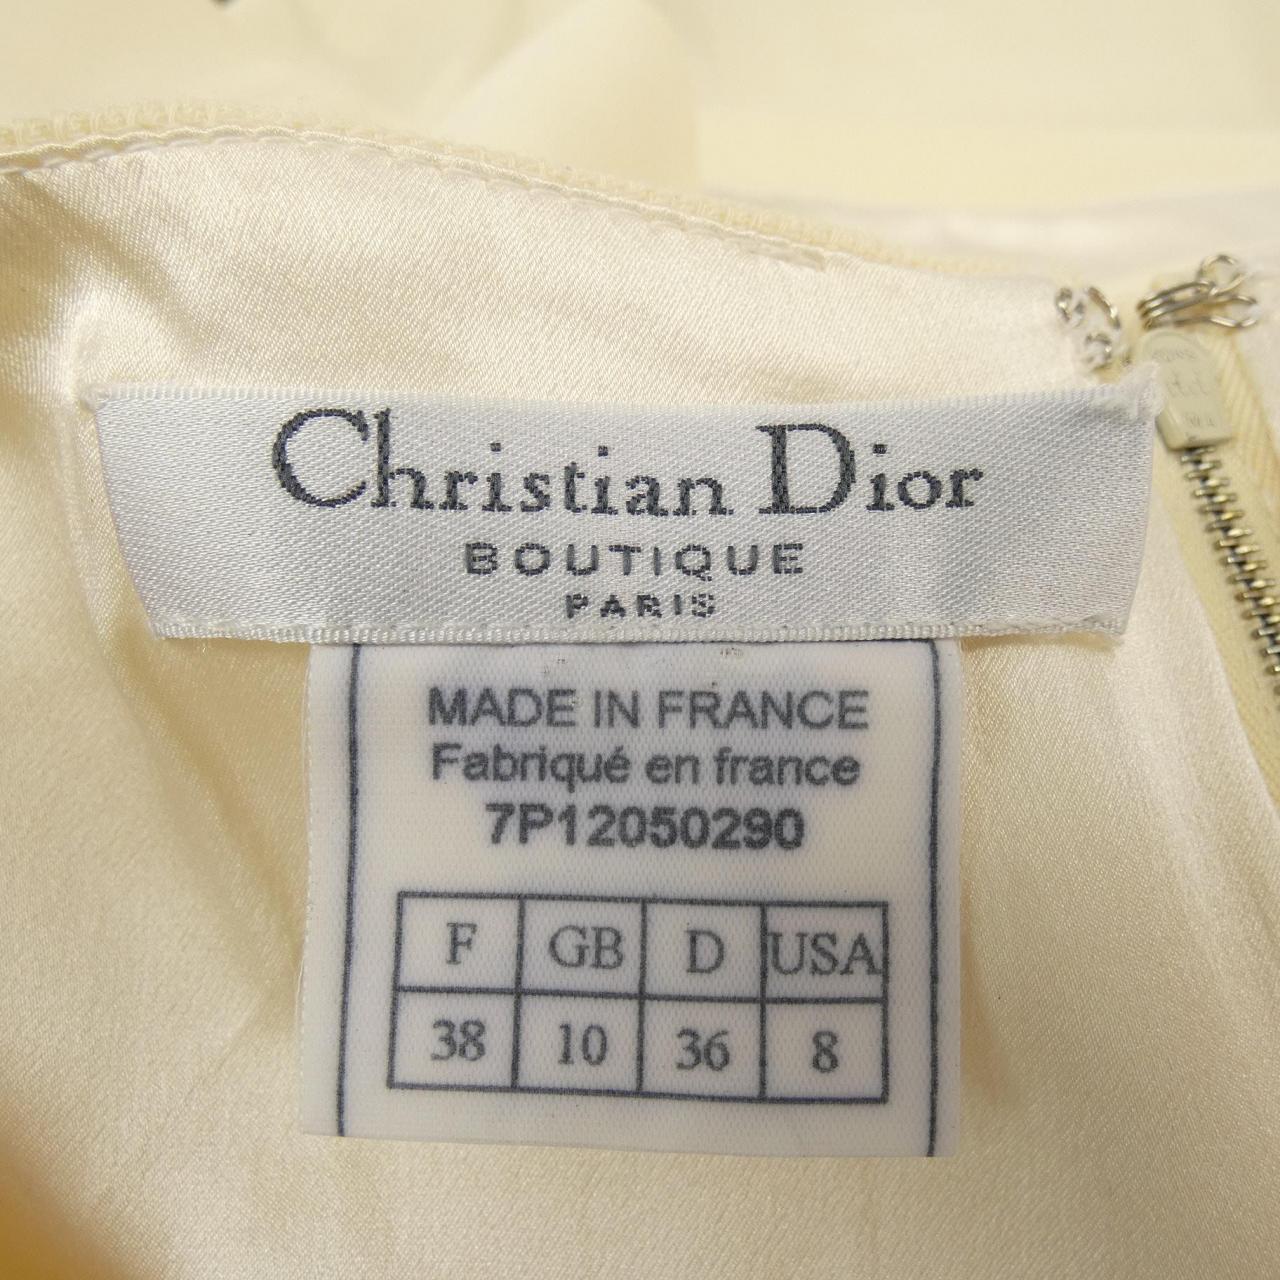 Christian Dior
BOUTIQUE
PARIS
MADE IN FRANCE
Fabriqué en france
7P12050290
F GB D USA
38 10 36 8